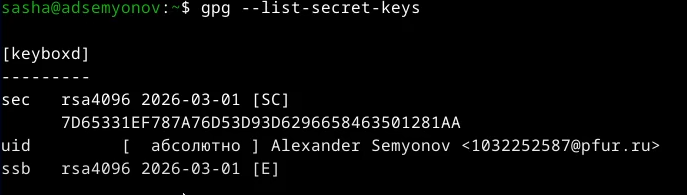 sasha@adsemyonov:~$ gpg --list-secret-keys
[keyboxd]
---------
sec   rsa4096 2026-03-01 [SC]
      7D65331EF787A76D53D93D6296658463501281AA
uid         [  абсолютно ] Alexander Semyonov <1032252587@pfur.ru>
ssb   rsa4096 2026-03-01 [E]